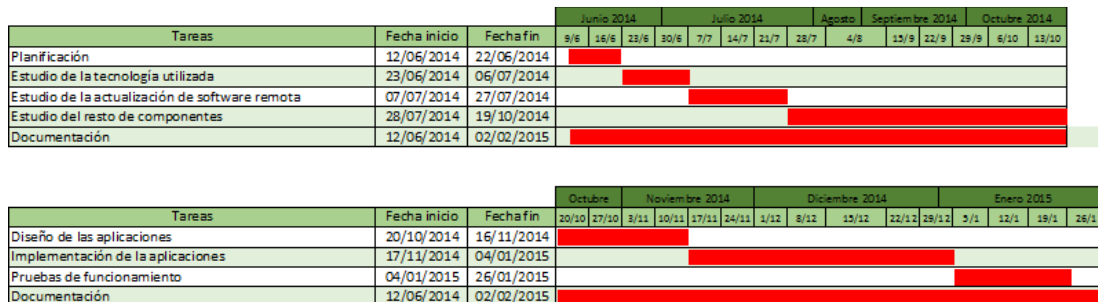 Junio 2014 Julio 2014 Agosto Septiembre 2014 Octubre 2014
Tareas Fecha inicio Fecha fin 9/6 16/6 23/6 30/6 7/7 14/7 21/7 28/7 4/8 15/9 22/9 29/9 6/10 13/10
Planificación 12/06/2014 22/06/2014
Estudio de la tecnología utilizada 23/06/2014 06/07/2014
Estudio de la actualización de software remota 07/07/2014 27/07/2014
Estudio del resto de componentes 28/07/2014 19/10/2014
Documentación 12/06/2014 02/02/2015
Octubre Noviembre 2014 Diciembre 2014 Enero 2015
Tareas Fecha inicio Fecha fin 20/10 27/10 3/11 10/11 17/11 24/11 1/12 8/12 15/12 22/12 29/12 5/1 12/1 19/1 26/1
Diseño de las aplicaciones 20/10/2014 16/11/2014
Implementación de la aplicaciones 17/11/2014 04/01/2015
Pruebas de funcionamiento 04/01/2015 26/01/2015
Documentación 12/06/2014 02/02/2015